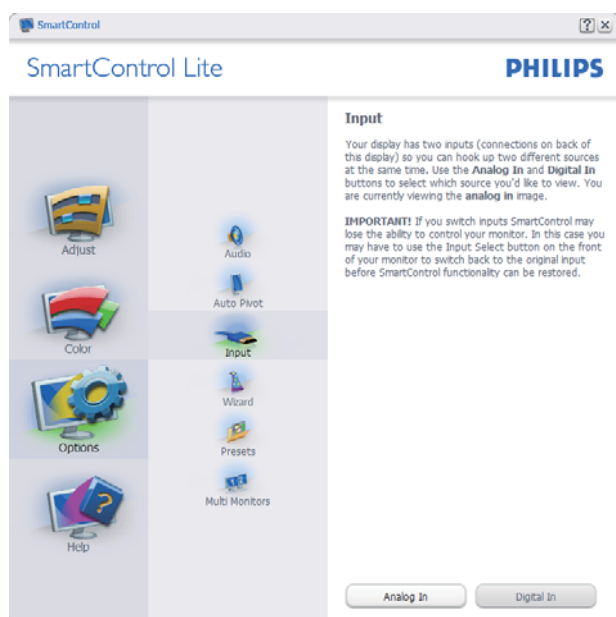 SmartControl
SmartControl Lite
PHILIPS
Adjust
Color
Options
Help
Audio
Auto Pivot
Input
Wizard
Presets
Multi Monitors
Input
Your display has two inputs (connections on back of
this display) so you can hook up two different sources
at the same time. Use the Analog In and Digital In
buttons to select which source you'd like to view. You
are currently viewing the analog in image.
IMPORTANT! If you switch inputs SmartControl may
lose the ability to control your monitor. In this case you
may have to use the Input Select button on the front
of your monitor to switch back to the original input
before SmartControl functionality can be restored.
Analog In
Digital In